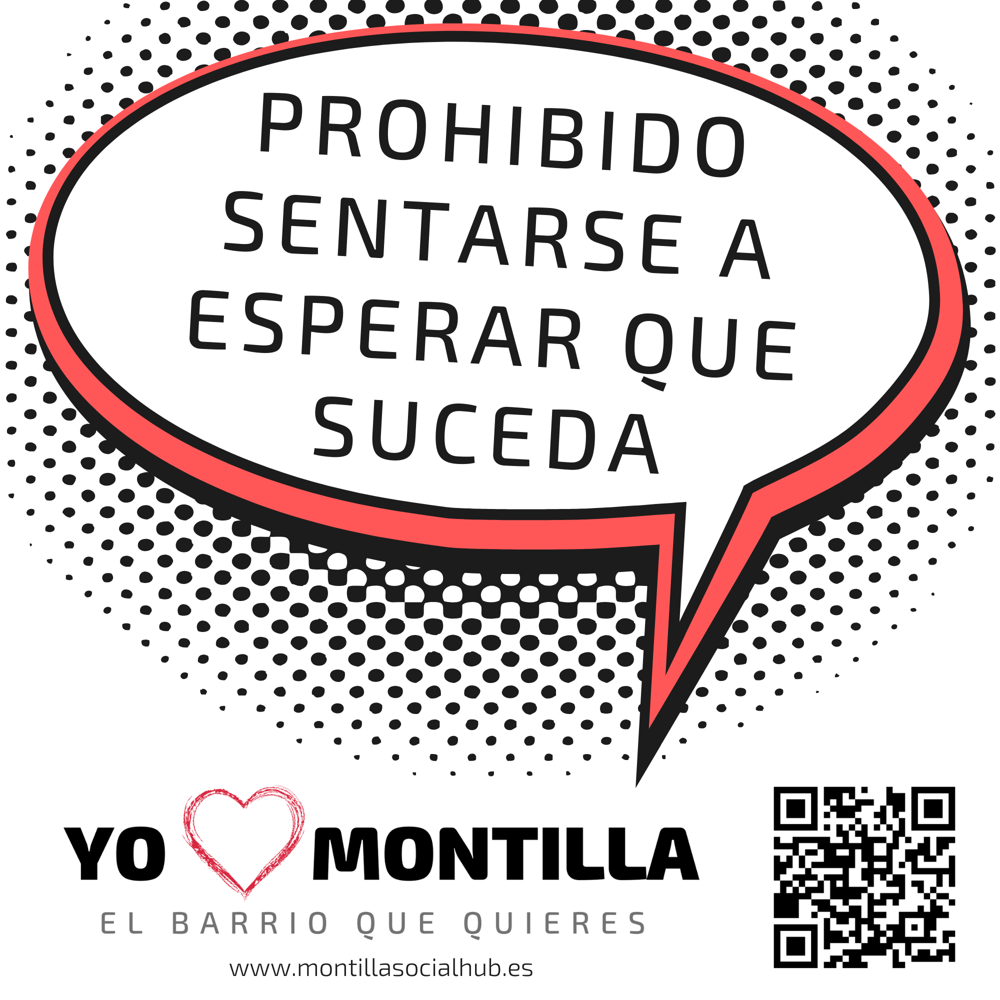 PROHIBIDO
SENTARSE A
ESPERAR QUE
SUCEDA
YO MONTILLA
EL BARRIO QUE QUIERES
www.montillasocialhub.es